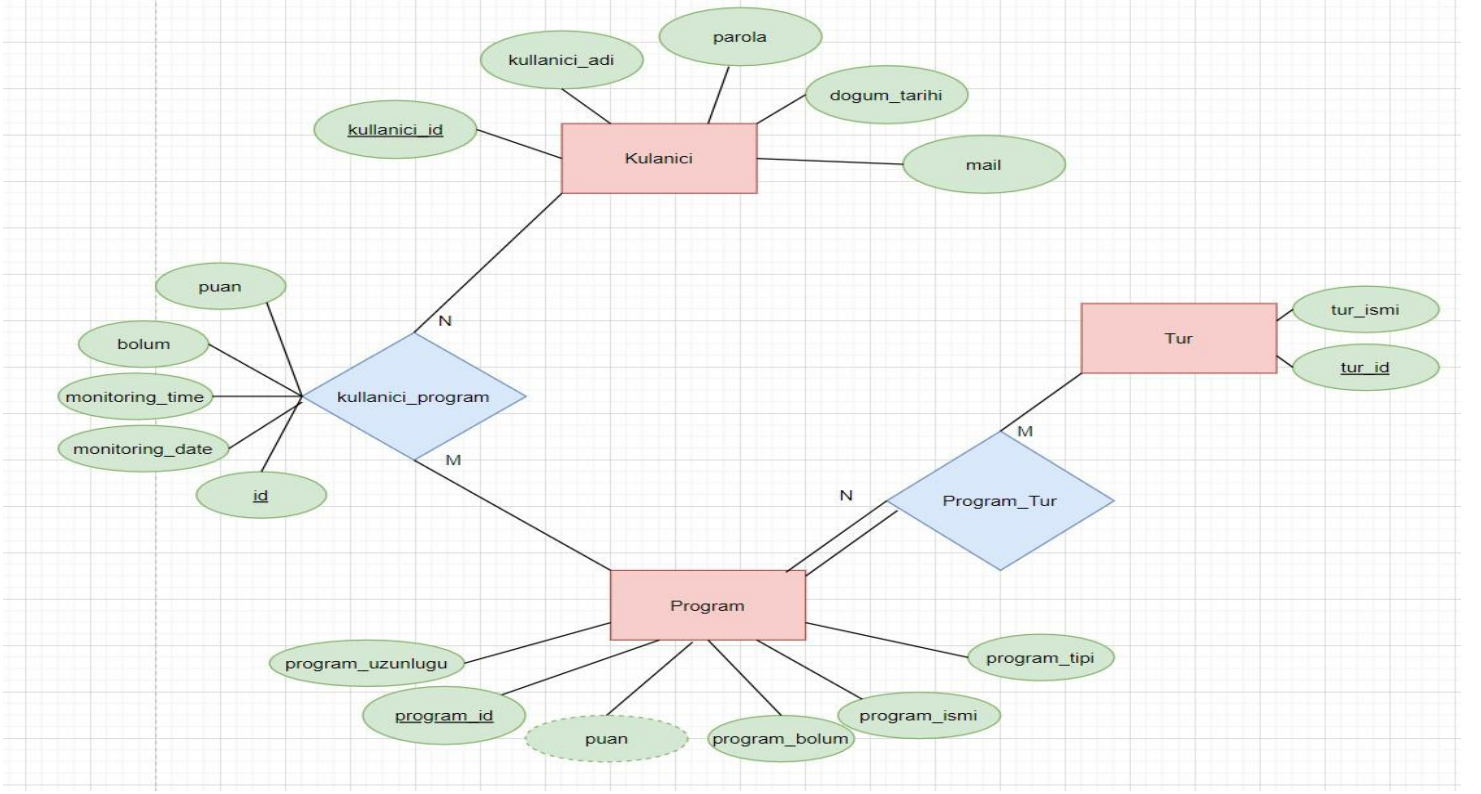 parola
kullanici_adi
dogum_tarihi
kullanici_id
Kulanici
mail
puan
tur_ismi
N
bolum
Tur
tur_id
monitoring_time
kullanici_program
M
monitoring_date
M
id
N
Program_Tur
Program
program_uzunlugu
program_tipi
program_id
program_ismi
puan
program_bolum